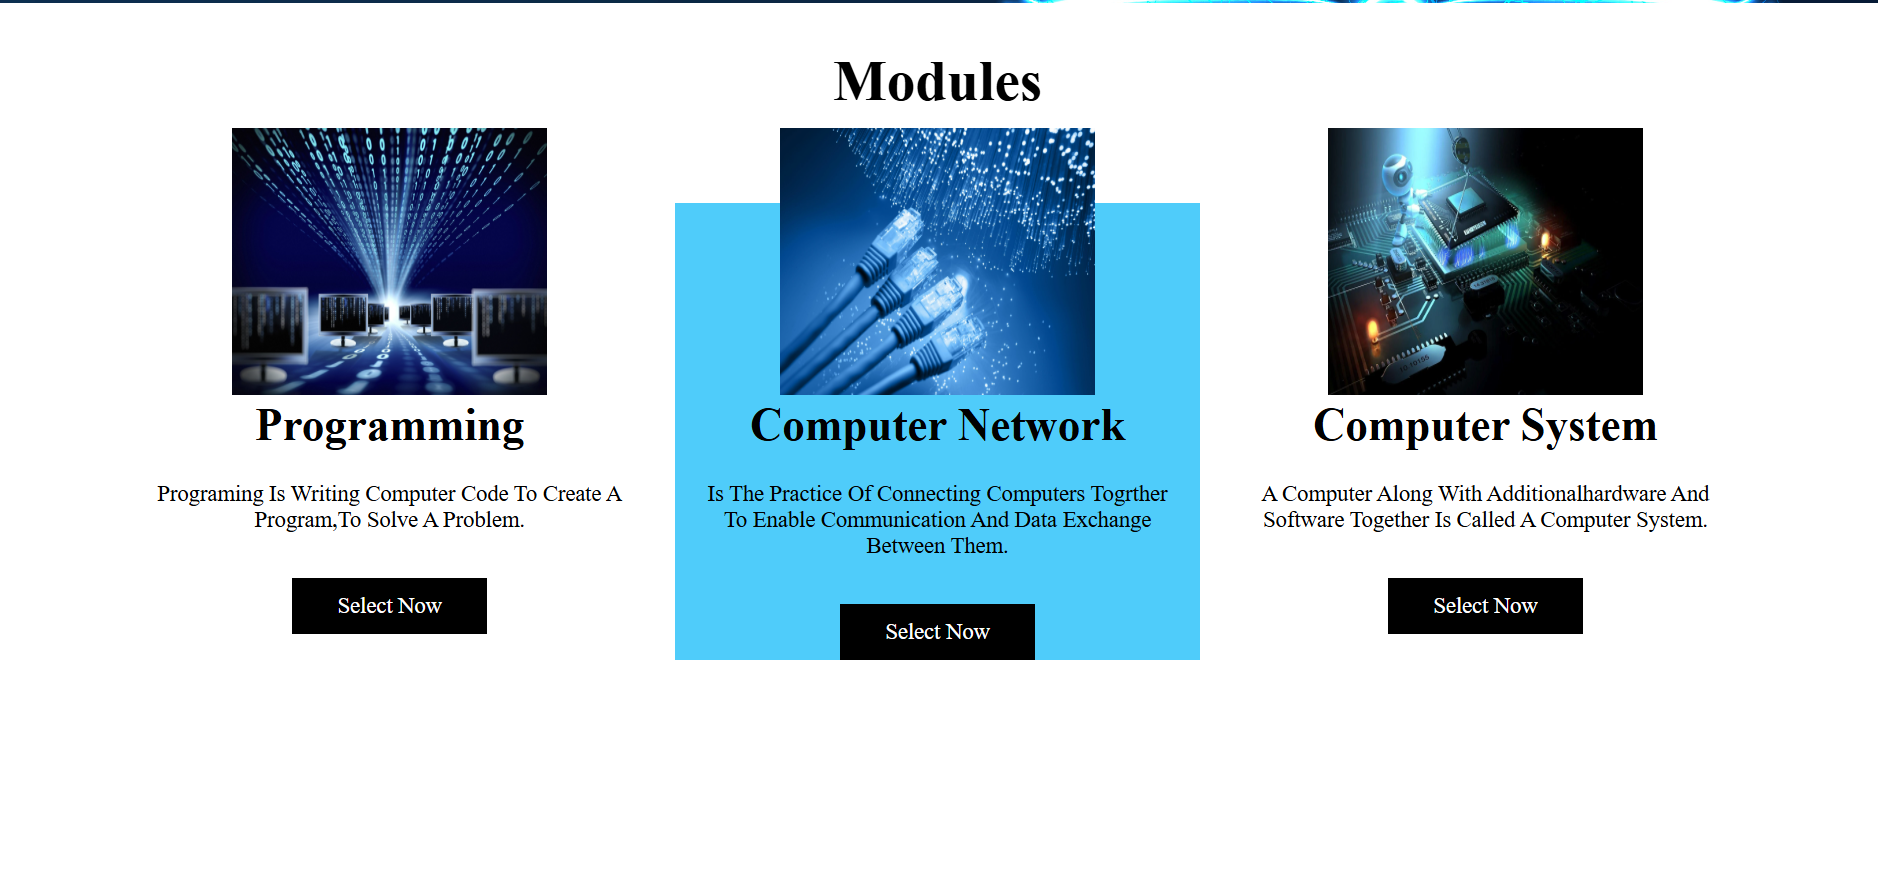 Modules
Programming
Programing Is Writing Computer Code To Create A
Program,To Solve A Problem.
Select Now
Computer Network
Is The Practice Of Connecting Computers Togrther
To Enable Communication And Data Exchange
Between Them.
Select Now
Computer System
A Computer Along With Additionalhardware And
Software Together Is Called A Computer System.
Select Now